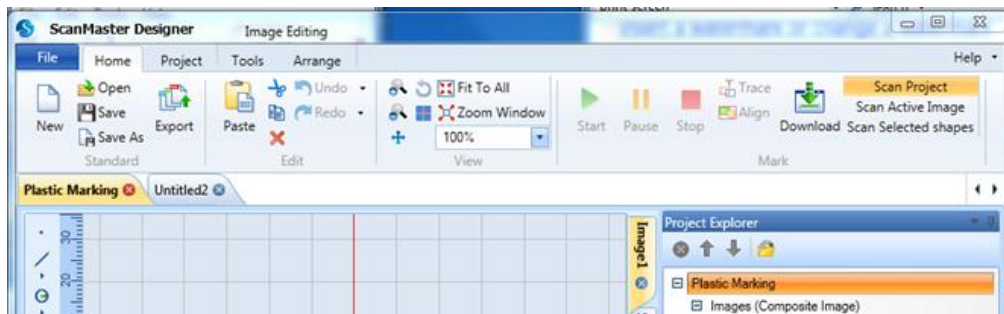 ScanMaster Designer
Image Editing
File Home Project Tools Arrange
Help
New
Open
Save
Save As
Export
Standard
Paste
Undo
Redo
Edit
Fit To All
Zoom Window
100%
View
Start
Pause
Stop
Trace
Align
Download
Scan Project
Scan Active Image
Scan Selected shapes
Mark
Plastic Marking
Untitled2
30
20
Image1
Project Explorer
Plastic Marking
Images (Composite Image)